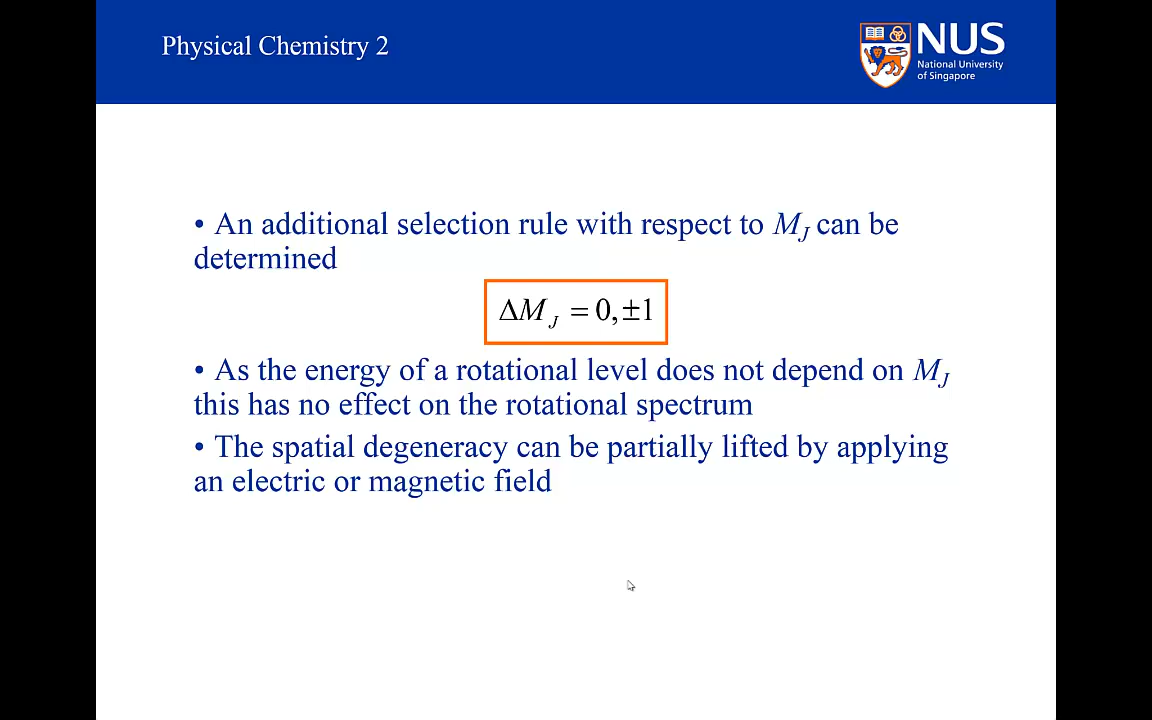 Physical Chemistry 2
NUS
National University
of Singapore
• An additional selection rule with respect to M_J can be
determined
ΔM_J = 0, ±1
• As the energy of a rotational level does not depend on M_J
this has no effect on the rotational spectrum
• The spatial degeneracy can be partially lifted by applying
an electric or magnetic field